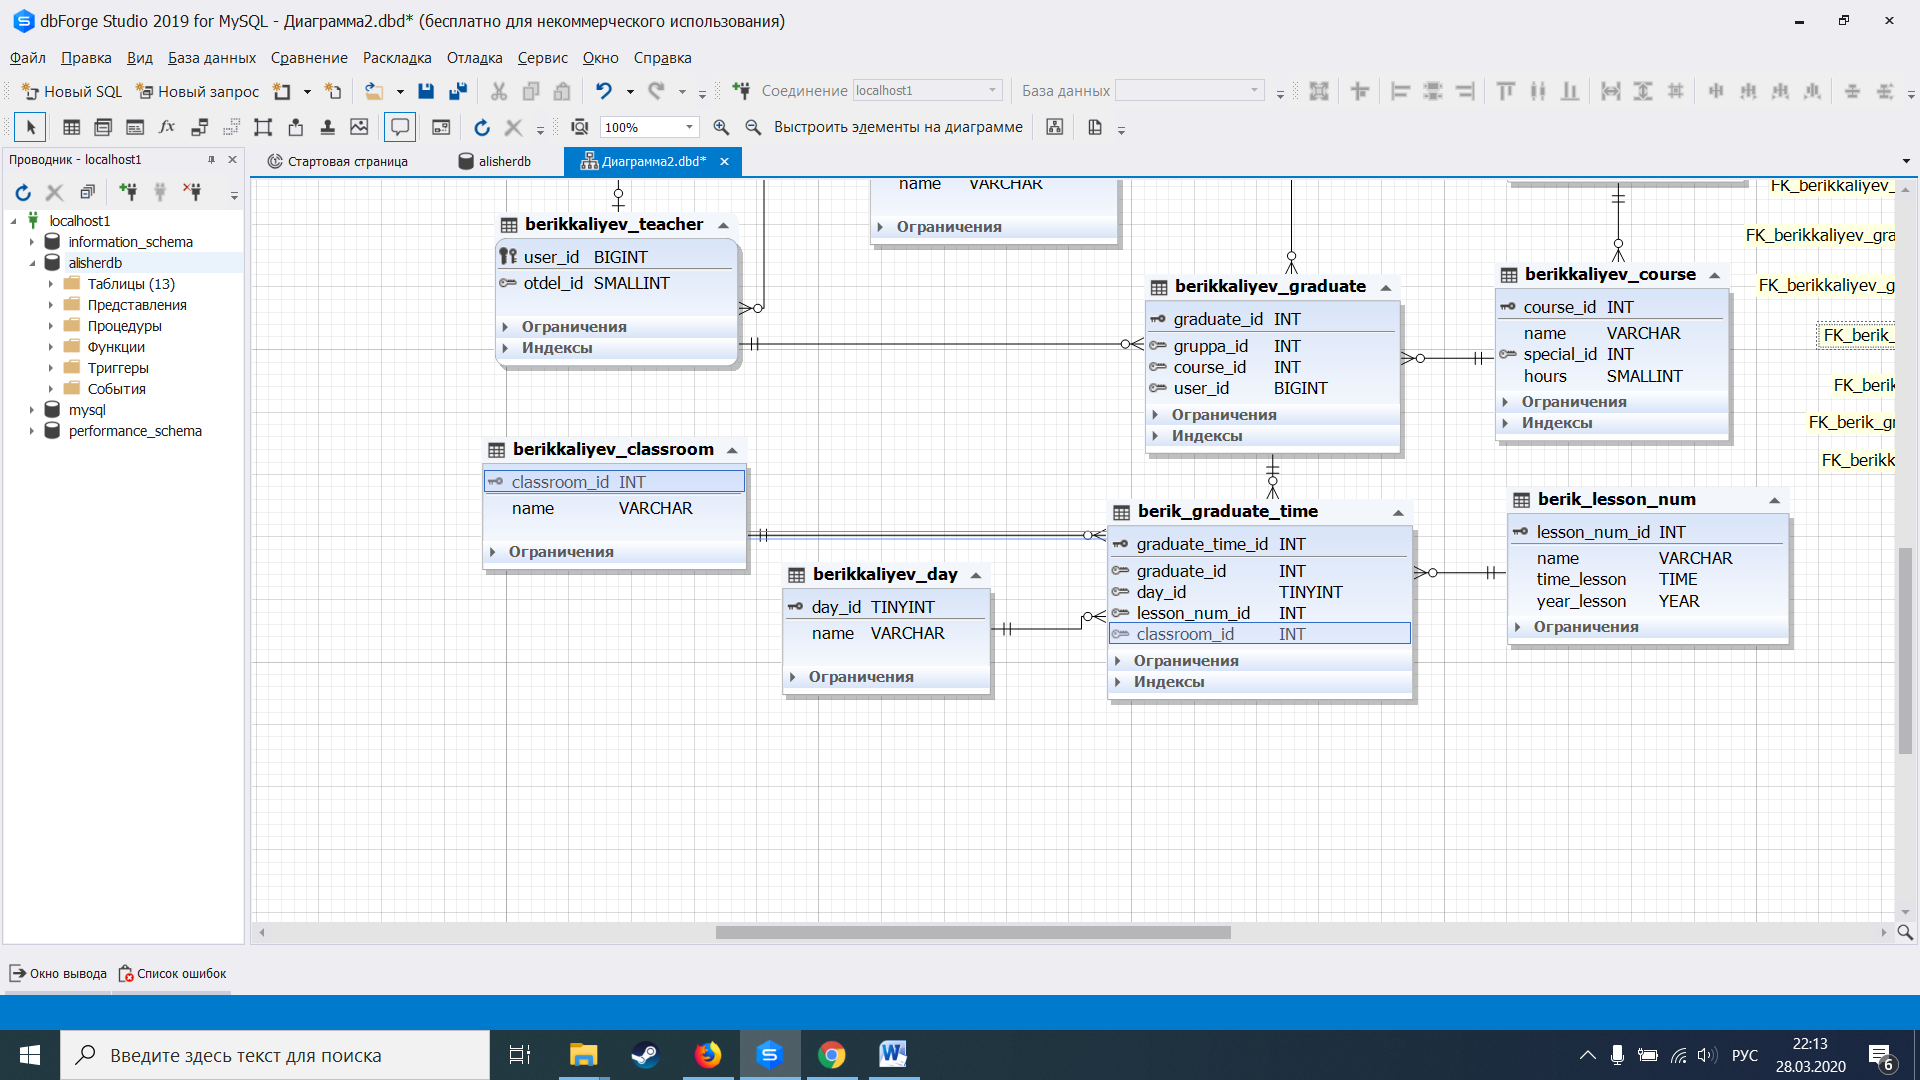 dbForge Studio 2019 for MySQL - Диаграмма2.dbd* (бесплатно для некоммерческого использования)
Файл Правка Вид База данных Сравнение Раскладка Отладка Сервис Окно Справка
Новый SQL Новый запрос Соединение localhost1 База данных
100% Выстроить элементы на диаграмме
Проводник - localhost1
Стартовая страница alisherdb Диаграмма2.dbd*
localhost1
information_schema
alisherdb
Таблицы (13)
Представления
Процедуры
Функции
Триггеры
События
mysql
performance_schema
name VARCHAR
Ограничения
berikkaliyev_teacher
user_id BIGINT
otdel_id SMALLINT
Ограничения
Индексы
berikkaliyev_graduate
graduate_id INT
gruppa_id INT
course_id INT
user_id BIGINT
Ограничения
Индексы
berikkaliyev_course
course_id INT
name VARCHAR
special_id INT
hours SMALLINT
Ограничения
Индексы
FK_berikkaliyev_
FK_berikkaliyev_gra
FK_berikkaliyev_g
FK_berik_
FK_berik
FK_berik_gr
FK_berikk
berikkaliyev_classroom
classroom_id INT
name VARCHAR
Ограничения
berikkaliyev_day
day_id TINYINT
name VARCHAR
Ограничения
berik_graduate_time
graduate_time_id INT
graduate_id INT
day_id TINYINT
lesson_num_id INT
classroom_id INT
Ограничения
Индексы
berik_lesson_num
lesson_num_id INT
name VARCHAR
time_lesson TIME
year_lesson YEAR
Ограничения
Окно вывода Список ошибок
Введите здесь текст для поиска
РУС
22:13
28.03.2020
6